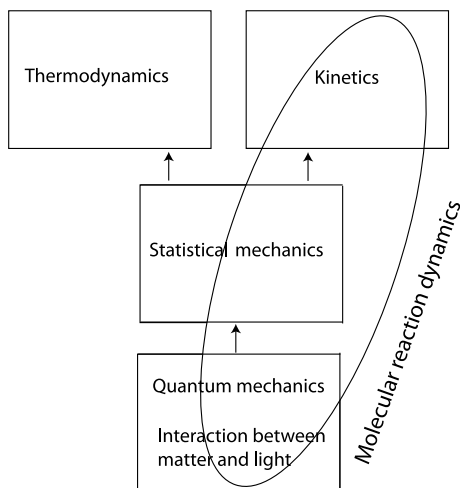 Thermodynamics
Kinetics
Statistical mechanics
Quantum mechanics
Interaction between
matter and light
Molecular reaction dynamics